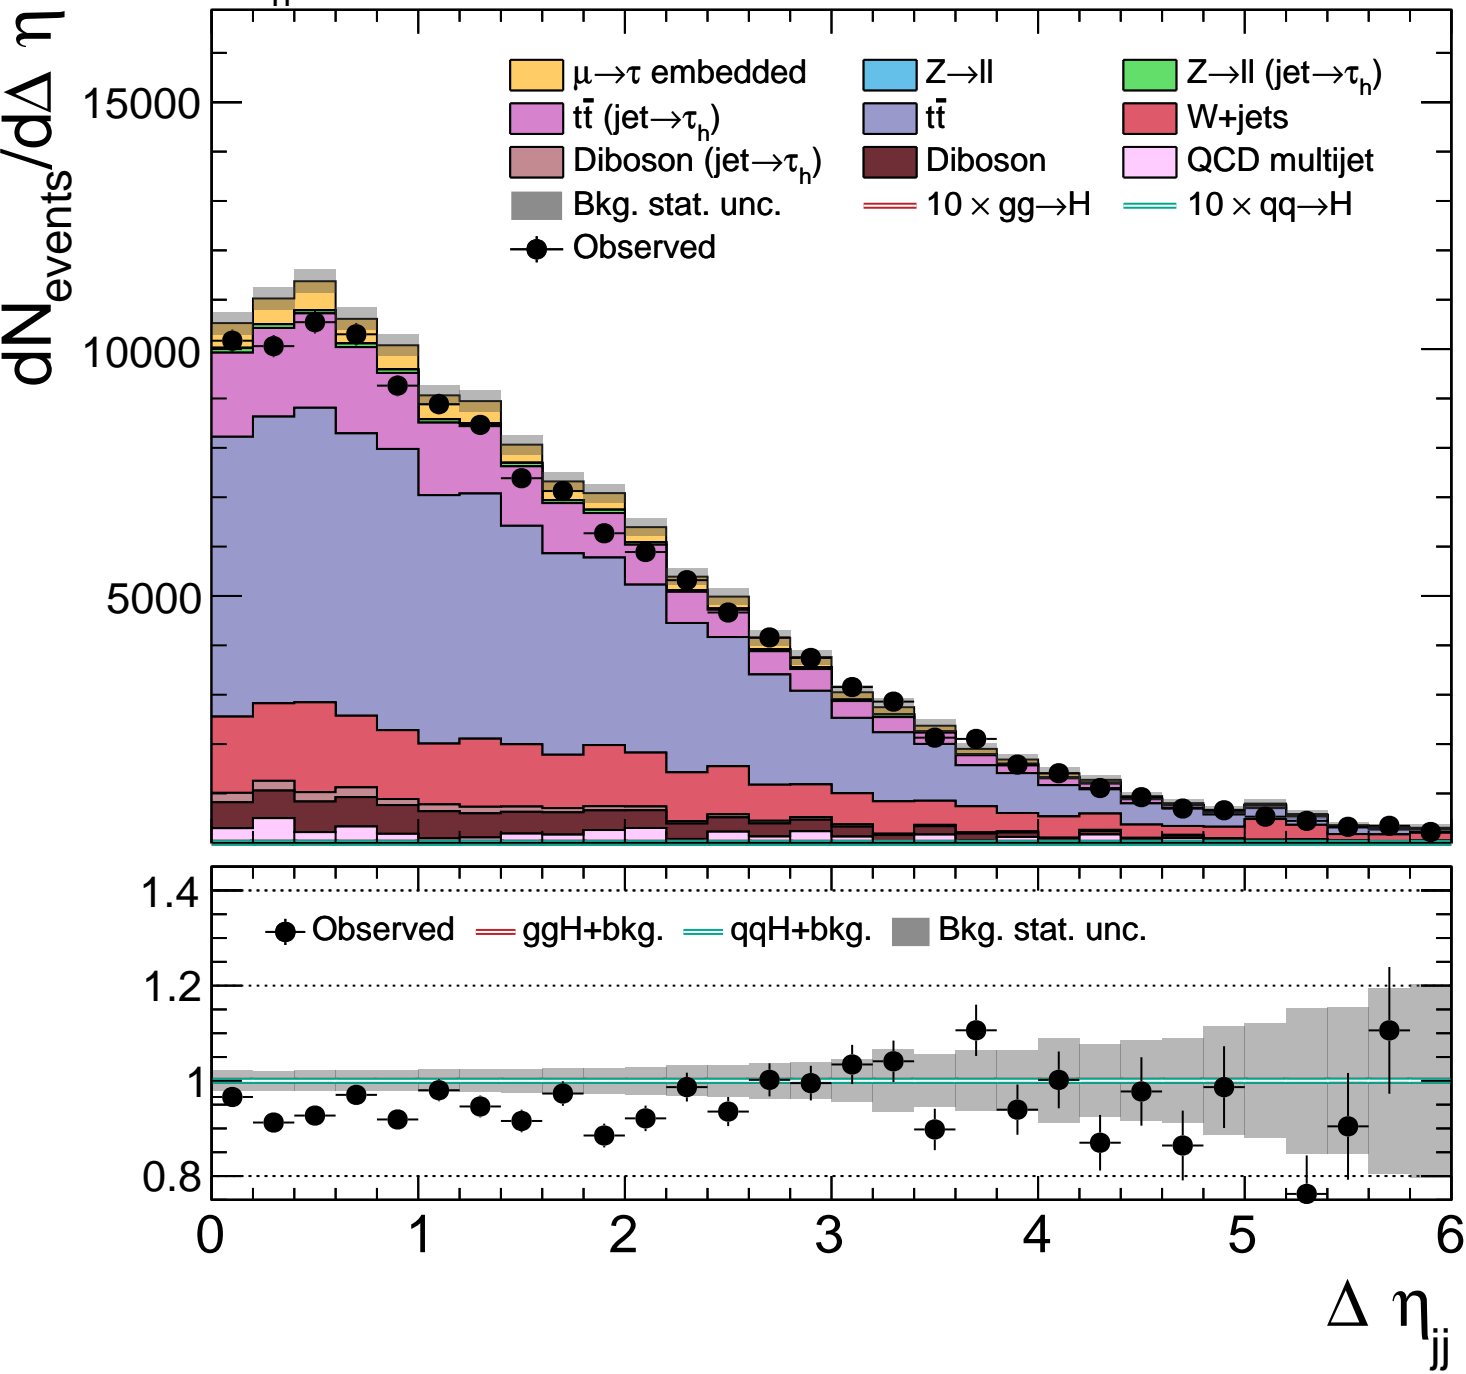 dN_events/dΔ η
15000
10000
5000
μ→τ embedded Z→ll Z→ll (jet→τ_h)
tt̄ (jet→τ_h) tt̄ W+jets
Diboson (jet→τ_h) Diboson QCD multijet
Bkg. stat. unc. 10 × gg→H 10 × qq→H
Observed
1.4
1.2
1
0.8
Observed ggH+bkg. qqH+bkg. Bkg. stat. unc.
0 1 2 3 4 5 6
Δ η_jj